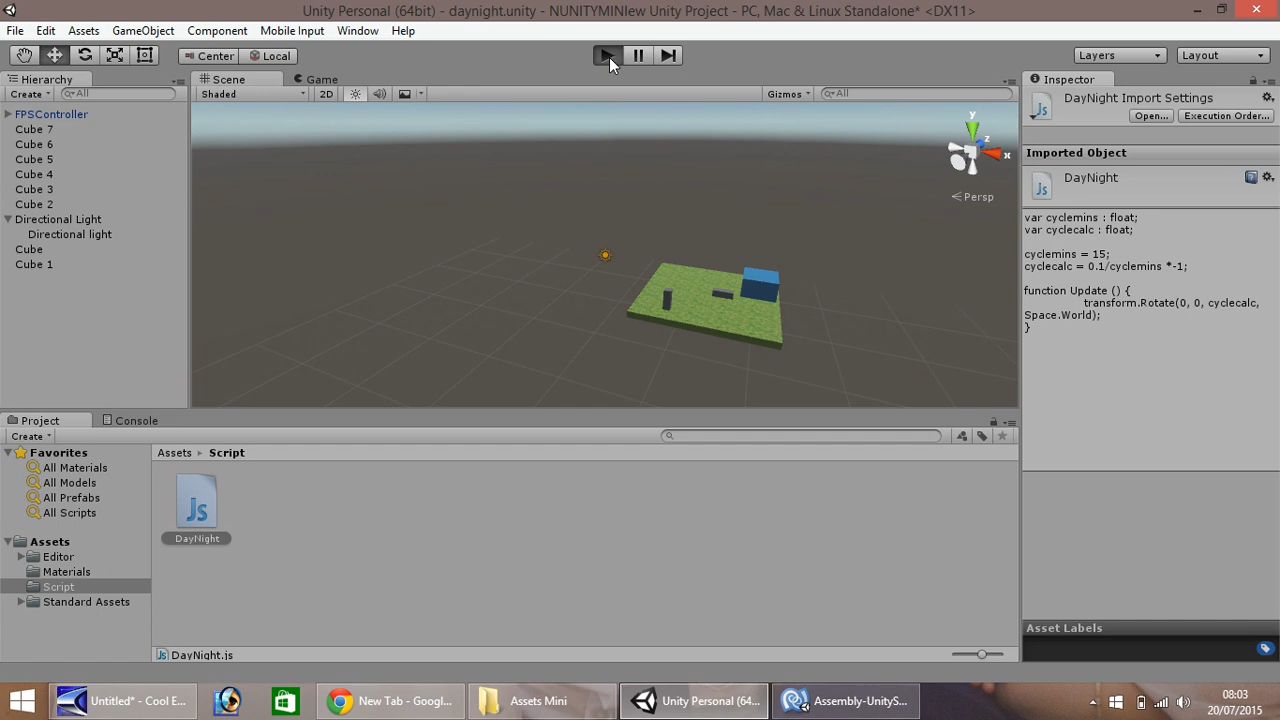 Unity Personal (64bit) - daynight.unity - NUNITYMINIew Unity Project - PC, Mac & Linux Standalone* <DX11>
File Edit Assets GameObject Component Mobile Input Window Help
Center Local Layers Layout
Hierarchy
Create All
FPSController
Cube 7
Cube 6
Cube 5
Cube 4
Cube 3
Cube 2
Directional Light
Directional light
Cube
Cube 1
Scene Game
Shaded 2D Gizmos All
y
z
x
Persp
Inspector
DayNight Import Settings
Open... Execution Order...
Imported Object
DayNight
var cyclemins : float;
var cyclecalc : float;
cyclemins = 15;
cyclecalc = 0.1/cyclemins *-1;
function Update () {
transform.Rotate(0, 0, cyclecalc,
Space.World);
}
Asset Labels
Project Console
Create
Favorites
All Materials
All Models
All Prefabs
All Scripts
Assets
Editor
Materials
Script
Standard Assets
Assets Script
Js
DayNight
DayNight.js
Untitled* - Cool E...
New Tab - Googl...
Assets Mini
Unity Personal (64...
Assembly-UnityS...
08:03
20/07/2015